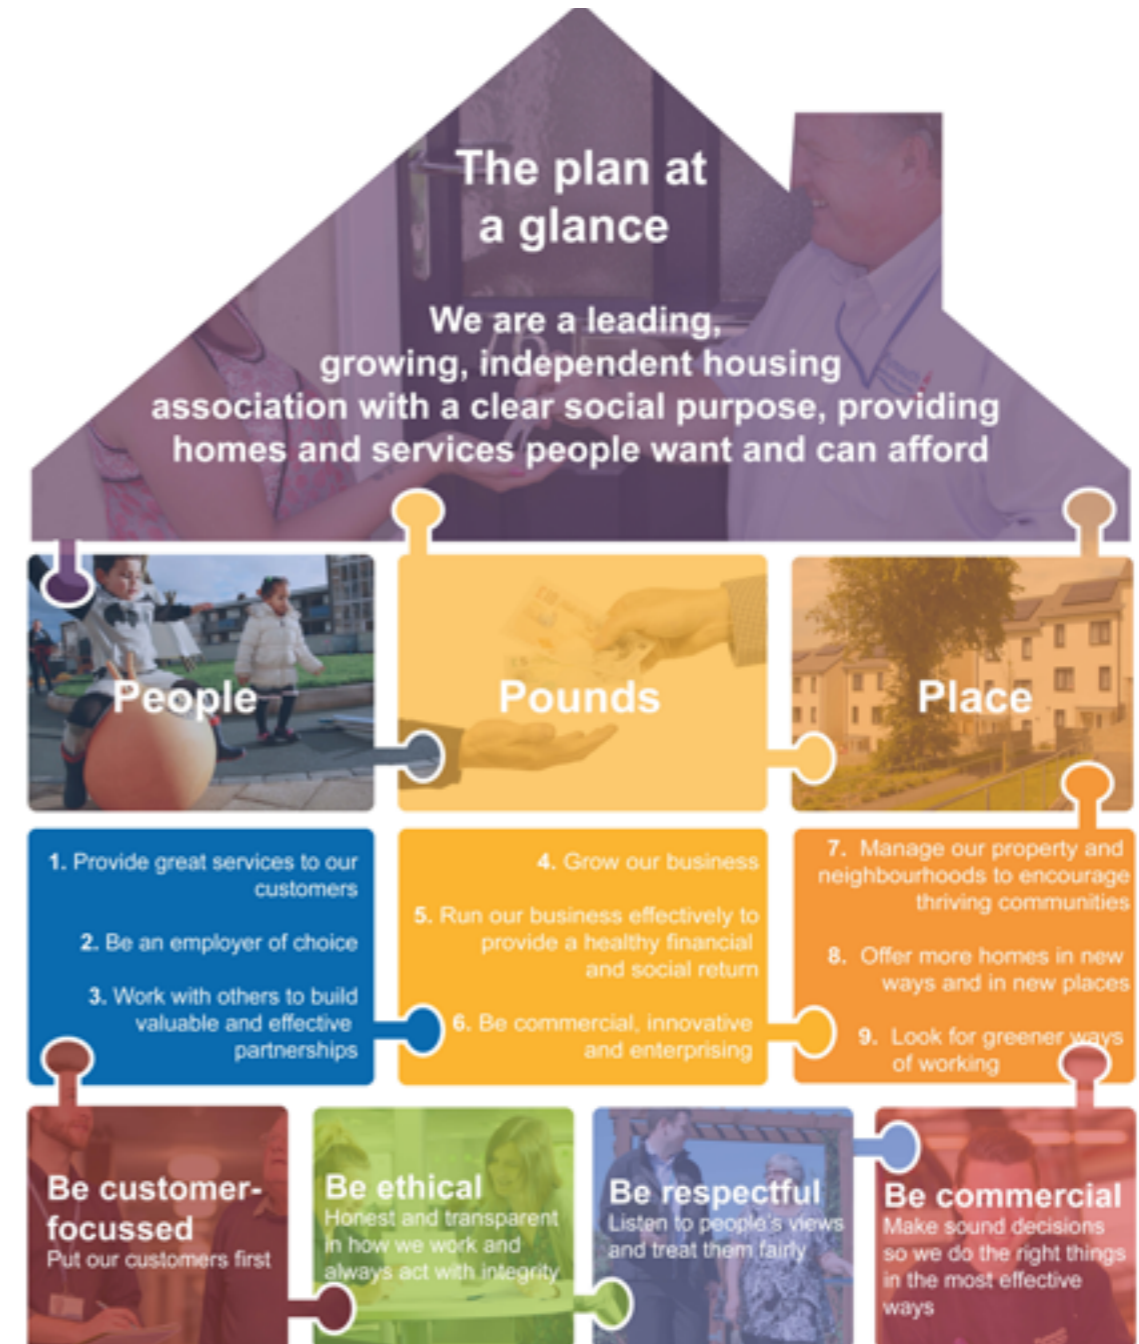 The plan at
a glance
We are a leading,
growing, independent housing
association with a clear social purpose, providing
homes and services people want and can afford
People
Pounds
Place
1. Provide great services to our
customers
2. Be an employer of choice
3. Work with others to build
valuable and effective
partnerships
4. Grow our business
5. Run our business effectively to
provide a healthy financial
and social return
6. Be commercial, innovative
and enterprising
7. Manage our property and
neighbourhoods to encourage
thriving communities
8. Offer more homes in new
ways and in new places
9. Look for greener ways
of working
Be customer-
focussed
Put our customers first
Be ethical
Honest and transparent
in how we work and
always act with integrity
Be respectful
Listen to people's views
and treat them fairly
Be commercial
Make sound decisions
so we do the right things
in the most effective
ways